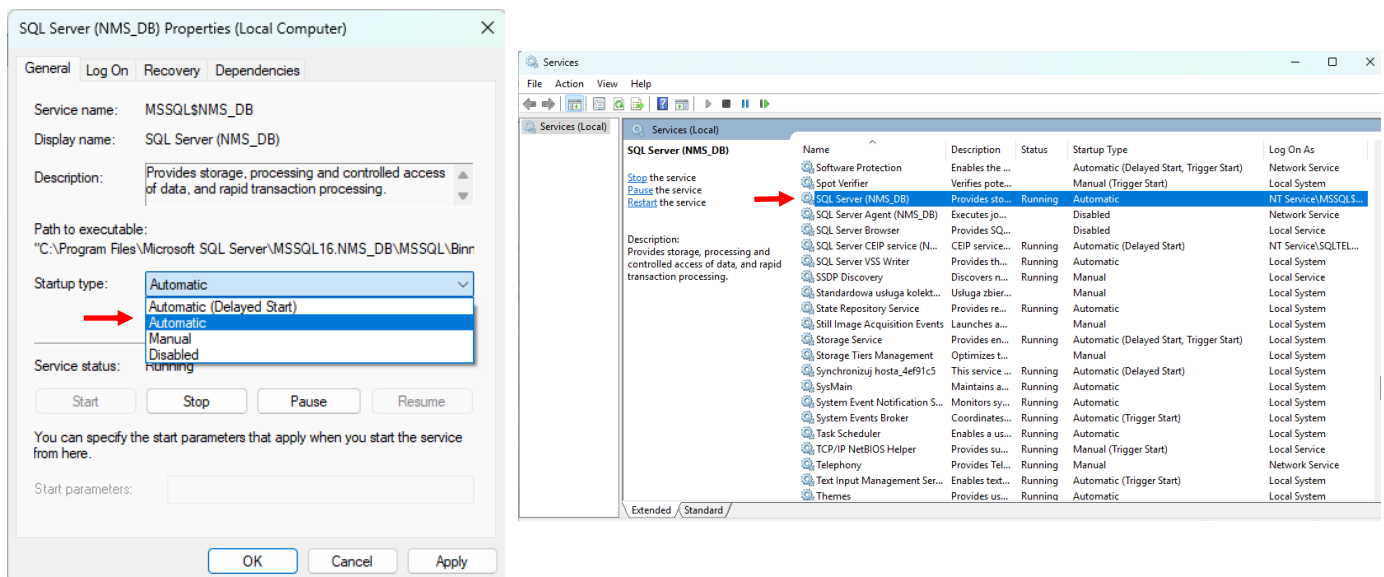 SQL Server (NMS_DB) Properties (Local Computer)
General Log On Recovery Dependencies
Service name: MSSQL$NMS_DB
Display name: SQL Server (NMS_DB)
Description: Provides storage, processing and controlled access
of data, and rapid transaction processing.
Path to executable:
"C:\Program Files\Microsoft SQL Server\MSSQL16.NMS_DB\MSSQL\Binn
Startup type: Automatic
Automatic (Delayed Start)
Automatic
Manual
Disabled
Service status: Running
Start Stop Pause Resume
You can specify the start parameters that apply when you start the service
from here.
Start parameters:
OK Cancel Apply
Services
File Action View Help
Services (Local)
Services (Local)
SQL Server (NMS_DB)
Stop the service
Pause the service
Restart the service
Description:
Provides storage, processing and
controlled access of data, and rapid
transaction processing.
Name Description Status Startup Type Log On As
Software Protection Enables the ... Automatic (Delayed Start, Trigger Start) Network Service
Spot Verifier Verifies pote... Manual (Trigger Start) Local System
SQL Server (NMS_DB) Provides sto... Running Automatic NT Service\MSSQL$...
SQL Server Agent (NMS_DB) Executes jo... Disabled Network Service
SQL Server Browser Provides SQ... Disabled Local Service
SQL Server CEIP service (N... CEIP service... Running Automatic (Delayed Start) NT Service\SQLTEL...
SQL Server VSS Writer Provides th... Running Automatic Local System
SSDP Discovery Discovers n... Running Manual Local Service
Standardowa usługa kolekt... Usługa zbier... Manual Local System
State Repository Service Provides re... Running Automatic Local System
Still Image Acquisition Events Launches a... Manual Local System
Storage Service Provides en... Running Automatic (Delayed Start, Trigger Start) Local System
Storage Tiers Management Optimizes t... Manual Local System
Synchronizuj hosta_4ef91c5 This service ... Running Automatic (Delayed Start) Local System
SysMain Maintains a... Running Automatic Local System
System Event Notification S... Monitors sy... Running Automatic Local System
System Events Broker Coordinates... Running Automatic (Trigger Start) Local System
Task Scheduler Enables a us... Running Automatic Local System
TCP/IP NetBIOS Helper Provides su... Running Manual (Trigger Start) Local Service
Telephony Provides Tel... Running Manual Network Service
Text Input Management Ser... Enables text... Running Automatic (Trigger Start) Local System
Themes Provides us... Running Automatic Local System
Extended Standard